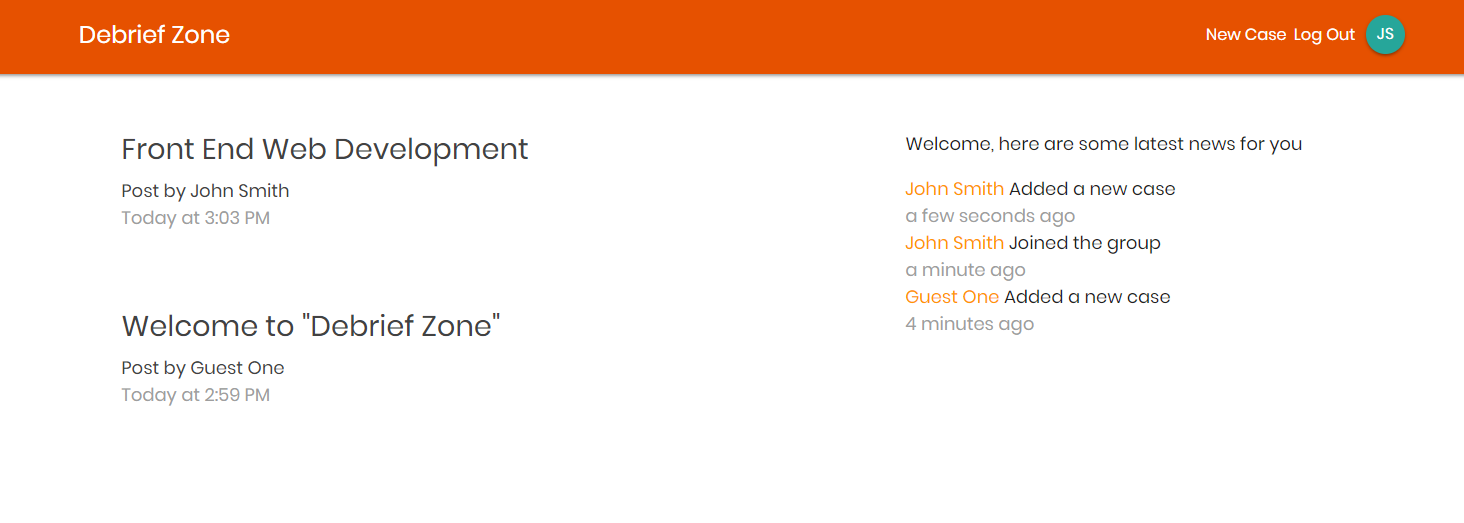 Debrief Zone
New Case Log Out JS
Front End Web Development
Post by John Smith
Today at 3:03 PM
Welcome to "Debrief Zone"
Post by Guest One
Today at 2:59 PM
Welcome, here are some latest news for you
John Smith Added a new case
a few seconds ago
John Smith Joined the group
a minute ago
Guest One Added a new case
4 minutes ago